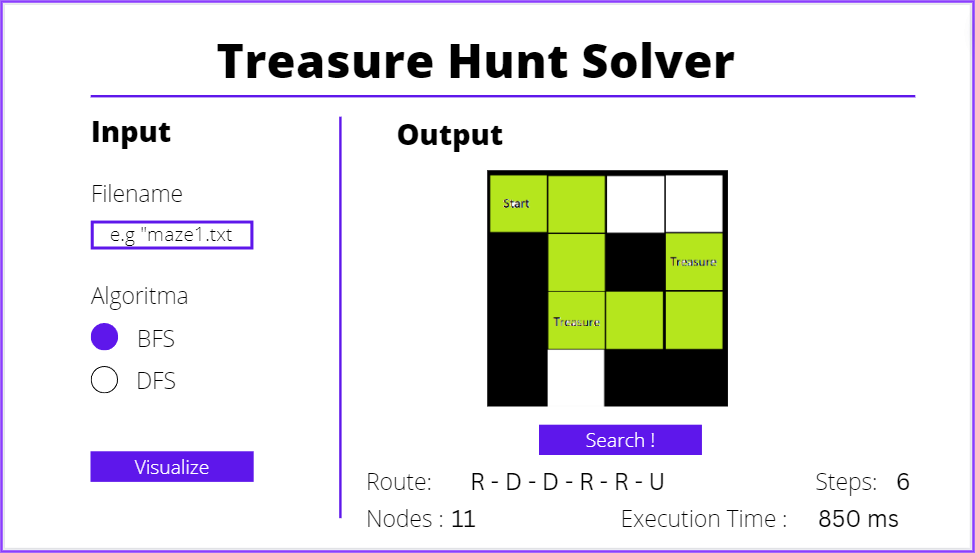 Treasure Hunt Solver
Input
Filename
e.g "maze1.txt
Algoritma
BFS
DFS
Visualize
Output
Start
Treasure
Treasure
Search !
Route: R - D - D - R - R - U Steps: 6
Nodes : 11 Execution Time : 850 ms